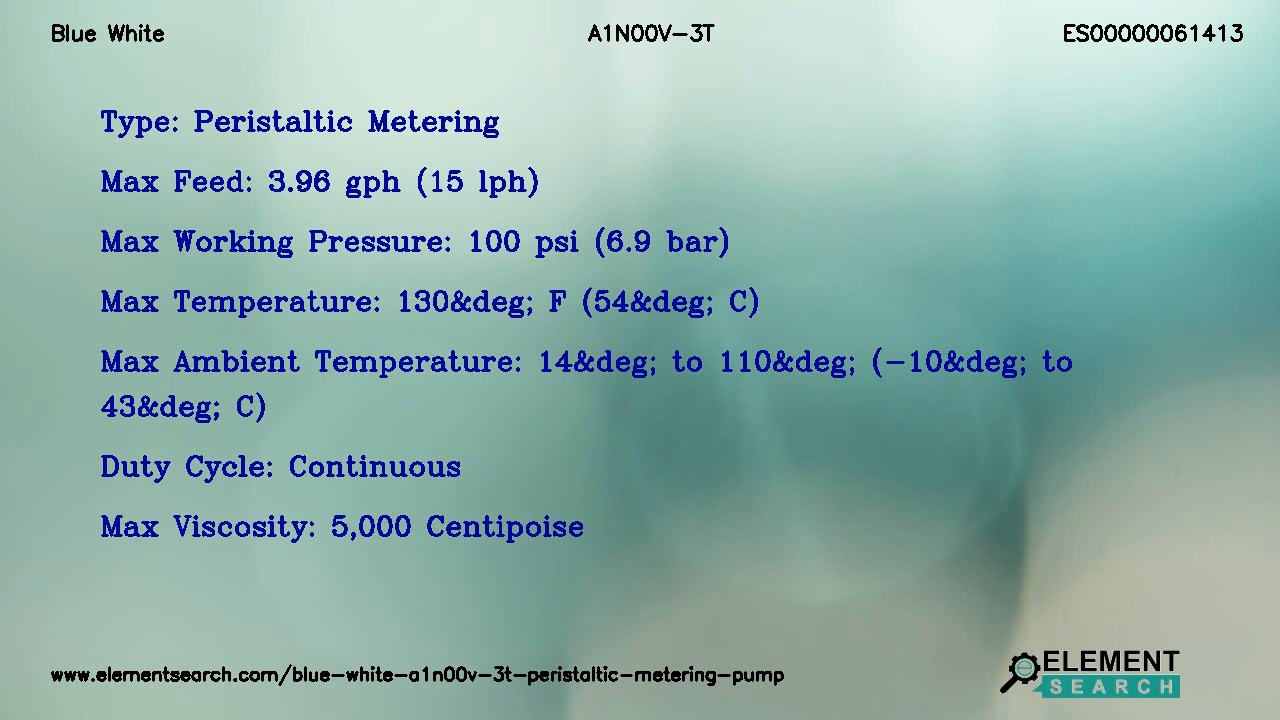 Blue White
A1N00V-3T
ES00000061413
Type: Peristaltic Metering
Max Feed: 3.96 gph (15 lph)
Max Working Pressure: 100 psi (6.9 bar)
Max Temperature: 130&deg; F (54&deg; C)
Max Ambient Temperature: 14&deg; to 110&deg; (-10&deg; to
43&deg; C)
Duty Cycle: Continuous
Max Viscosity: 5,000 Centipoise
www.elementsearch.com/blue-white-a1n00v-3t-peristaltic-metering-pump
ELEMENT
SEARCH